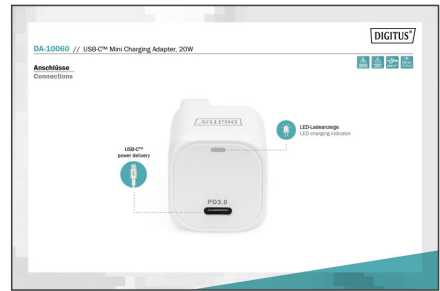 DIGITUS®
DA-10060 // USB-C™ Mini Charging Adapter, 20W
Anschlüsse
Connections
DIGITUS
LED-Ladeanzeige
LED charging indicator
USB-C™
power delivery
PD3.0